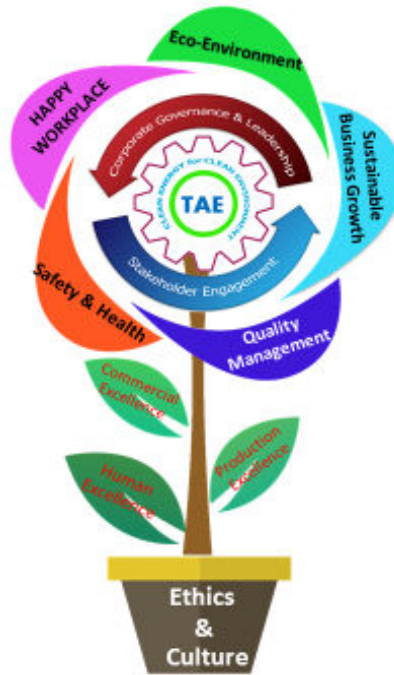 Eco-Environment
HAPPY
WORKPLACE
Sustainable
Business Growth
Corporate Governance & Leadership
CLEAN ENERGY for CLEAN ENVIRONMENT
TAE
Stakeholder Engagement
Safety & Health
Quality
Management
Commercial
Excellence
Production
Excellence
Human
Excellence
Ethics
&
Culture